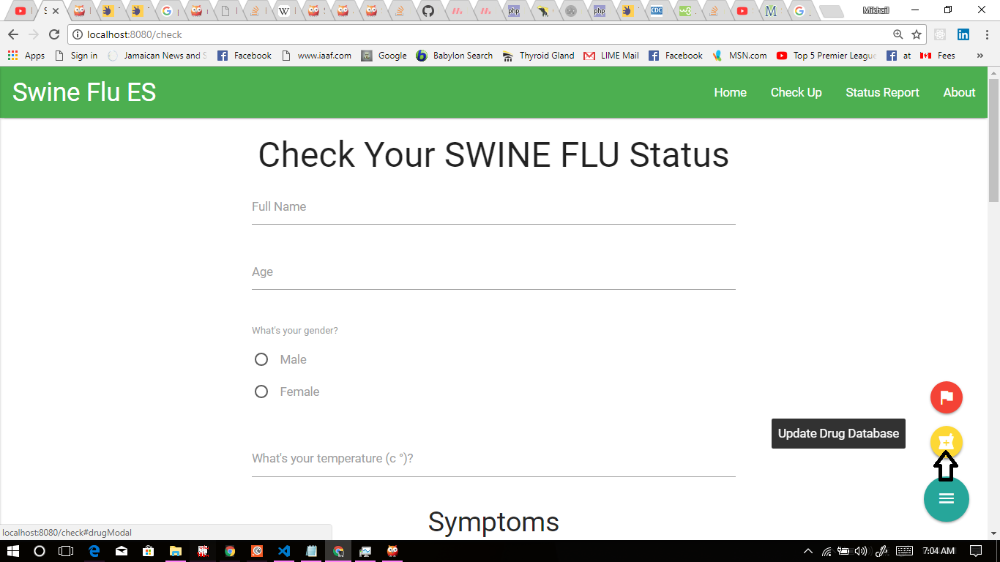 Mikhail
localhost:8080/check
Apps Sign in Jamaican News and S Facebook www.iaaf.com Google Babylon Search Thyroid Gland LIME Mail Facebook MSN.com Top 5 Premier League at Fees »
Swine Flu ES
Home Check Up Status Report About
Check Your SWINE FLU Status
Full Name
Age
What's your gender?
Male
Female
Update Drug Database
What's your temperature (c °)?
Symptoms
localhost:8080/check#drugModal
7:04 AM